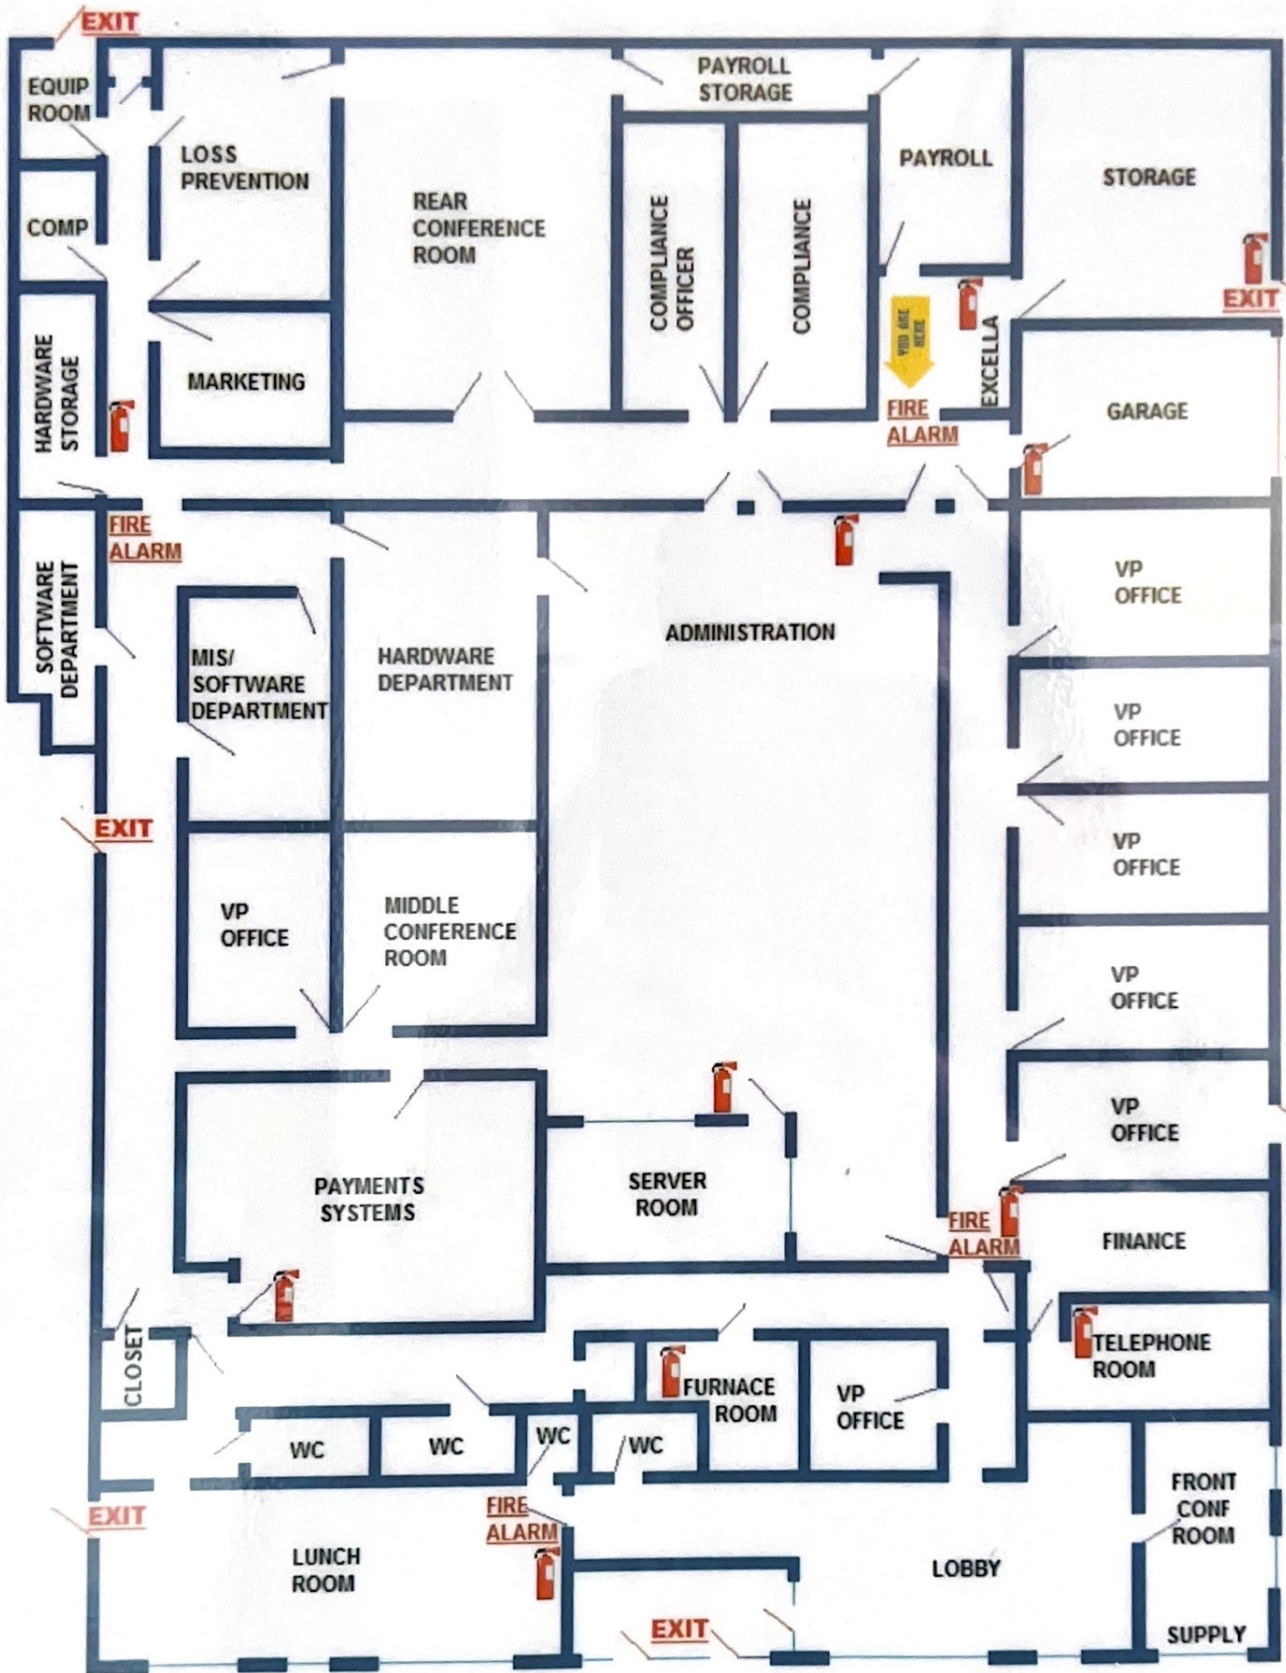 EXIT
EQUIP
ROOM
LOSS
PREVENTION
COMP
REAR
CONFERENCE
ROOM
PAYROLL
STORAGE
COMPLIANCE
OFFICER
COMPLIANCE
PAYROLL
STORAGE
EXIT
YOU ARE
HERE
EXCELLA
FIRE
ALARM
GARAGE
HARDWARE
STORAGE
MARKETING
FIRE
ALARM
SOFTWARE
DEPARTMENT
MIS/
SOFTWARE
DEPARTMENT
HARDWARE
DEPARTMENT
ADMINISTRATION
VP
OFFICE
VP
OFFICE
VP
OFFICE
VP
OFFICE
VP
OFFICE
EXIT
VP
OFFICE
MIDDLE
CONFERENCE
ROOM
PAYMENTS
SYSTEMS
SERVER
ROOM
FIRE
ALARM
FINANCE
TELEPHONE
ROOM
CLOSET
FURNACE
ROOM
VP
OFFICE
WC
WC
WC
WC
EXIT
FIRE
ALARM
LUNCH
ROOM
EXIT
LOBBY
FRONT
CONF
ROOM
SUPPLY